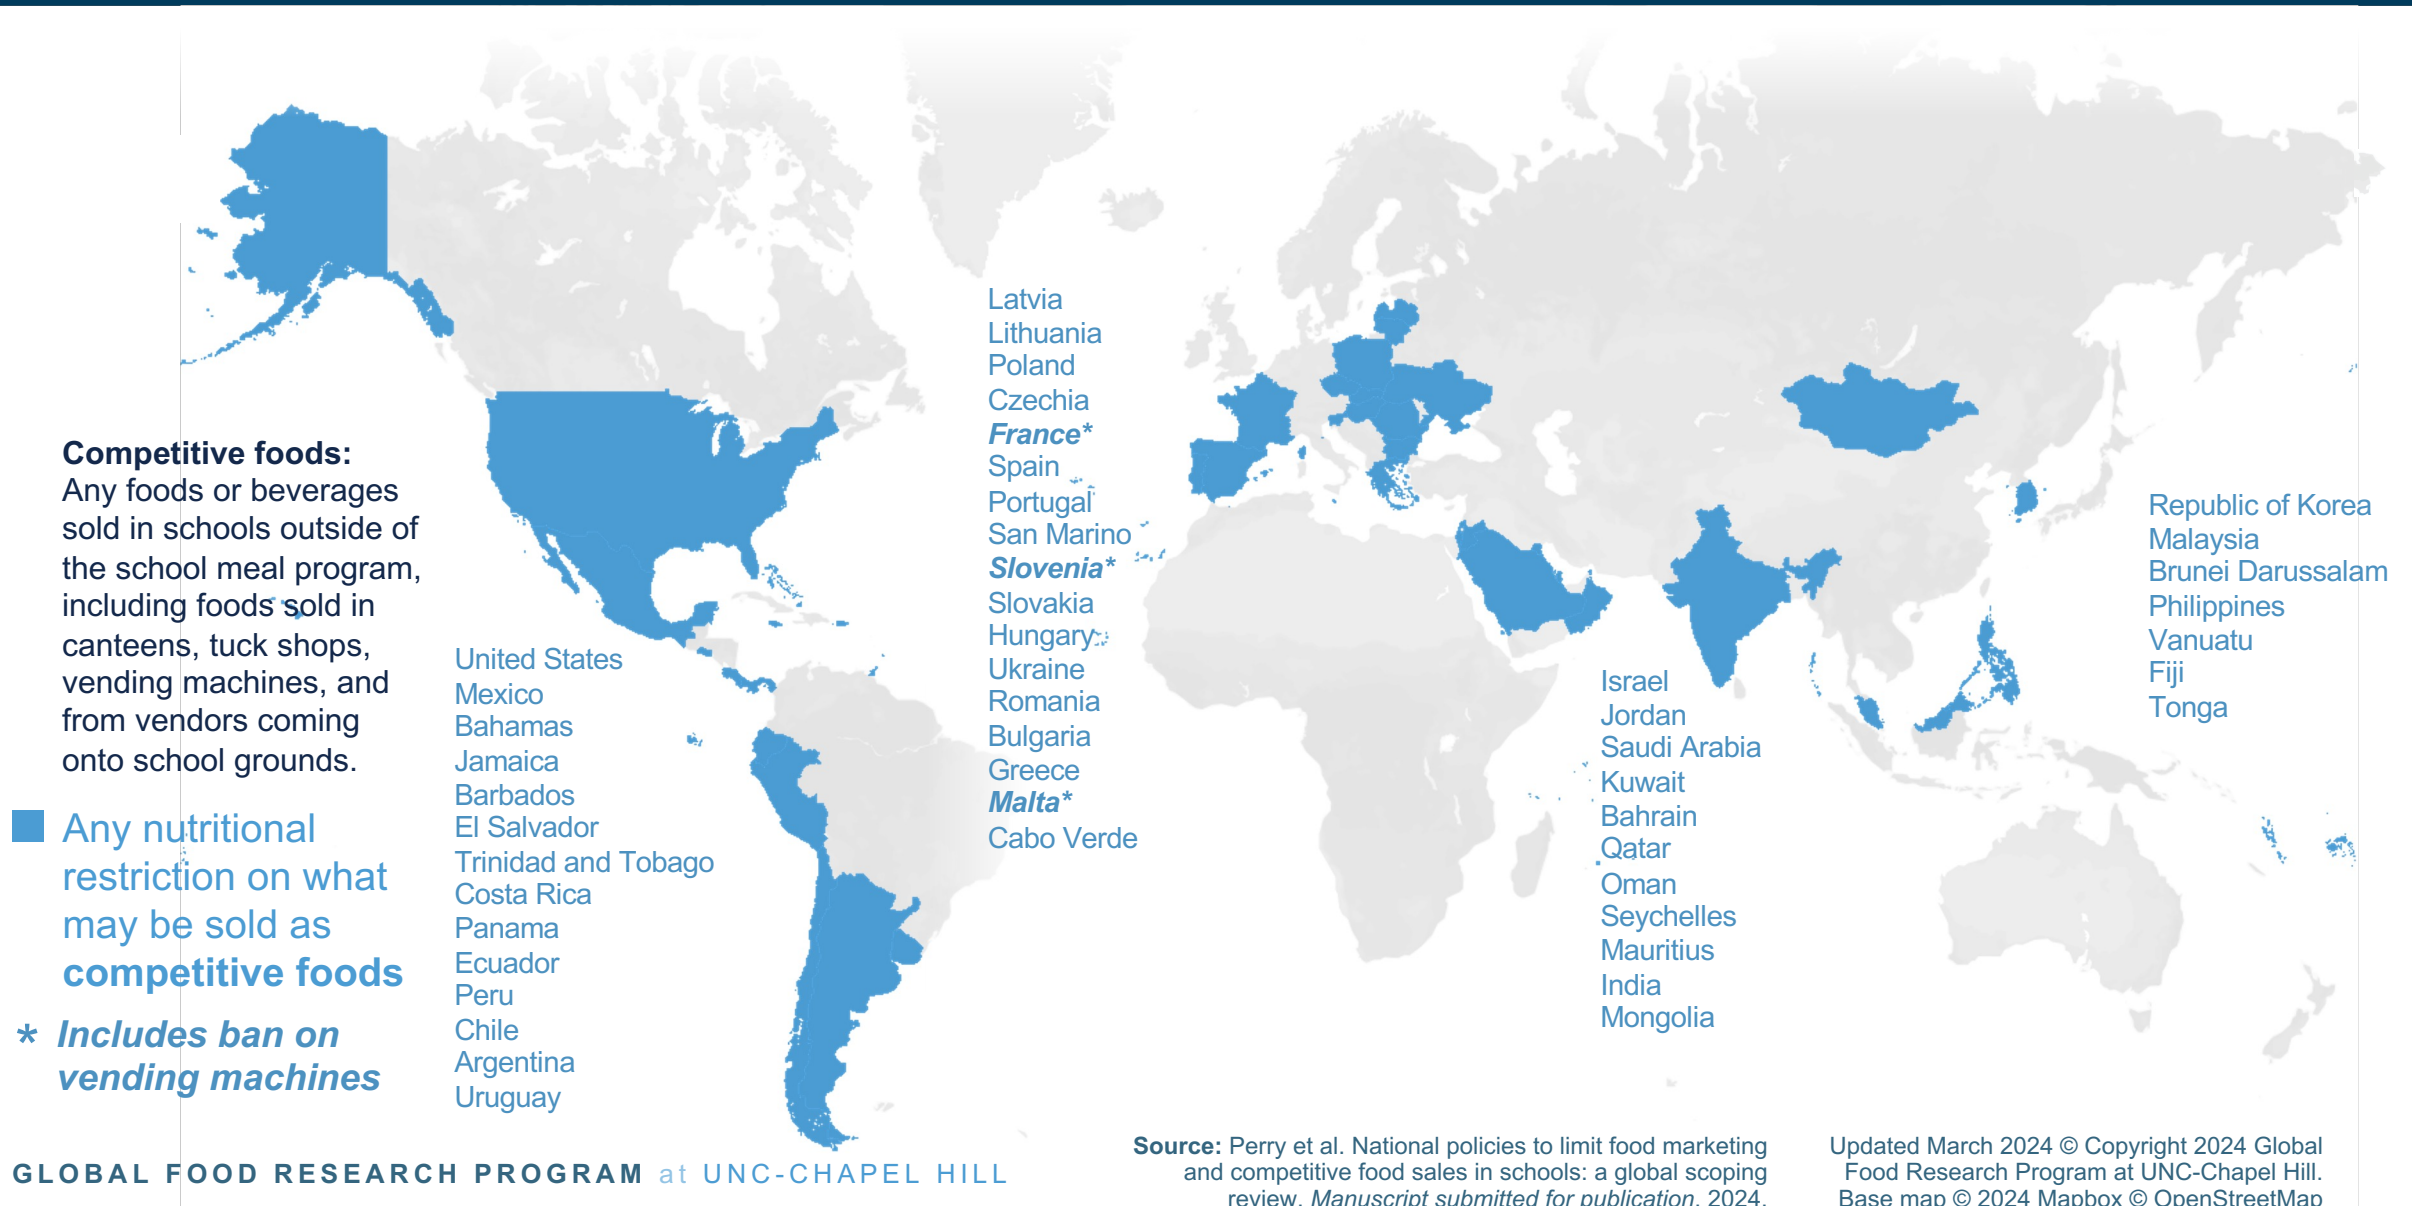 Competitive foods:
Any foods or beverages
sold in schools outside of
the school meal program,
including foods sold in
canteens, tuck shops,
vending machines, and
from vendors coming
onto school grounds.
Any nutritional
restriction on what
may be sold as
competitive foods
* Includes ban on
vending machines
United States
Mexico
Bahamas
Jamaica
Barbados
El Salvador
Trinidad and Tobago
Costa Rica
Panama
Ecuador
Peru
Chile
Argentina
Uruguay
Latvia
Lithuania
Poland
Czechia
France*
Spain
Portugal
San Marino
Slovenia*
Slovakia
Hungary
Ukraine
Romania
Bulgaria
Greece
Malta*
Cabo Verde
Israel
Jordan
Saudi Arabia
Kuwait
Bahrain
Qatar
Oman
Seychelles
Mauritius
India
Mongolia
Republic of Korea
Malaysia
Brunei Darussalam
Philippines
Vanuatu
Fiji
Tonga
GLOBAL FOOD RESEARCH PROGRAM at UNC-CHAPEL HILL
Source: Perry et al. National policies to limit food marketing
and competitive food sales in schools: a global scoping
review. Manuscript submitted for publication. 2024.
Updated March 2024 © Copyright 2024 Global
Food Research Program at UNC-Chapel Hill.
Base map © 2024 Mapbox © OpenStreetMap